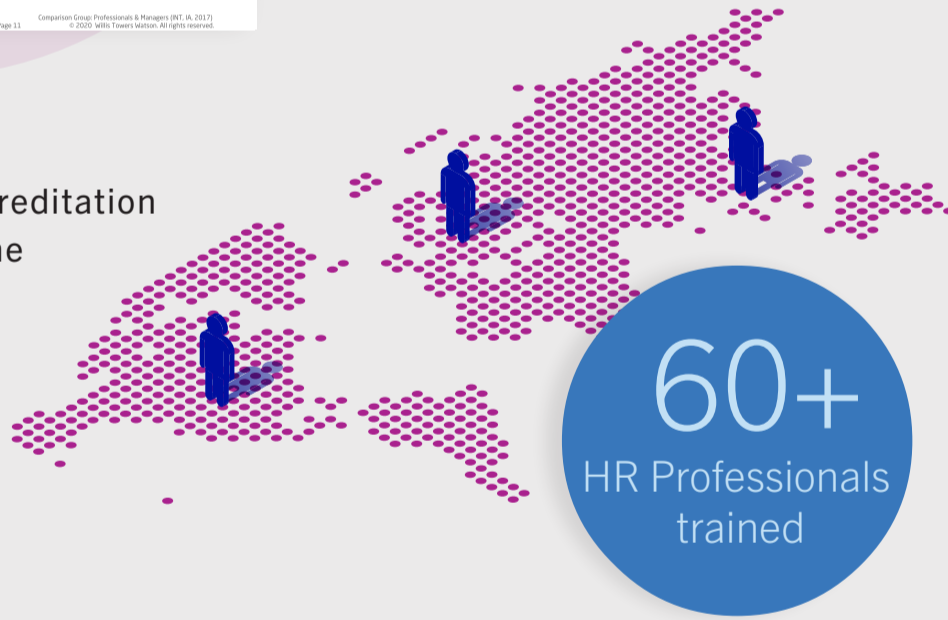 Comparison Group: Professionals & Managers (INT, IA, 2017)
Page 11 © 2020 Willis Towers Watson. All rights reserved.
reditation
ne
60+
HR Professionals
trained